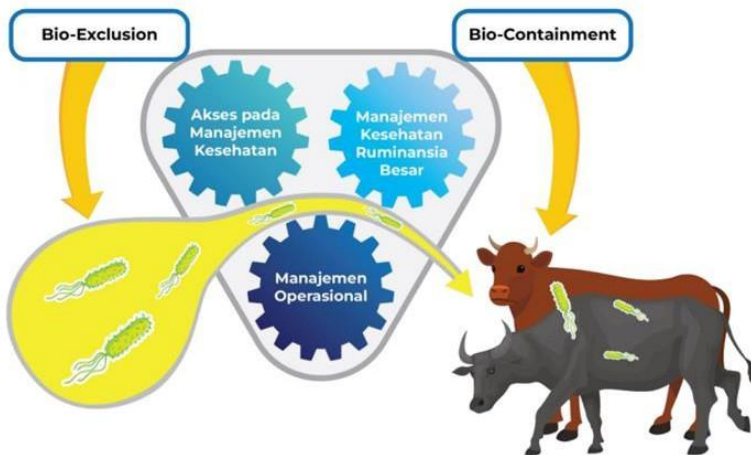 Bio-Exclusion
Bio-Containment
Akses pada
Manajemen
Kesehatan
Manajemen
Kesehatan
Ruminansia
Besar
Manajemen
Operasional